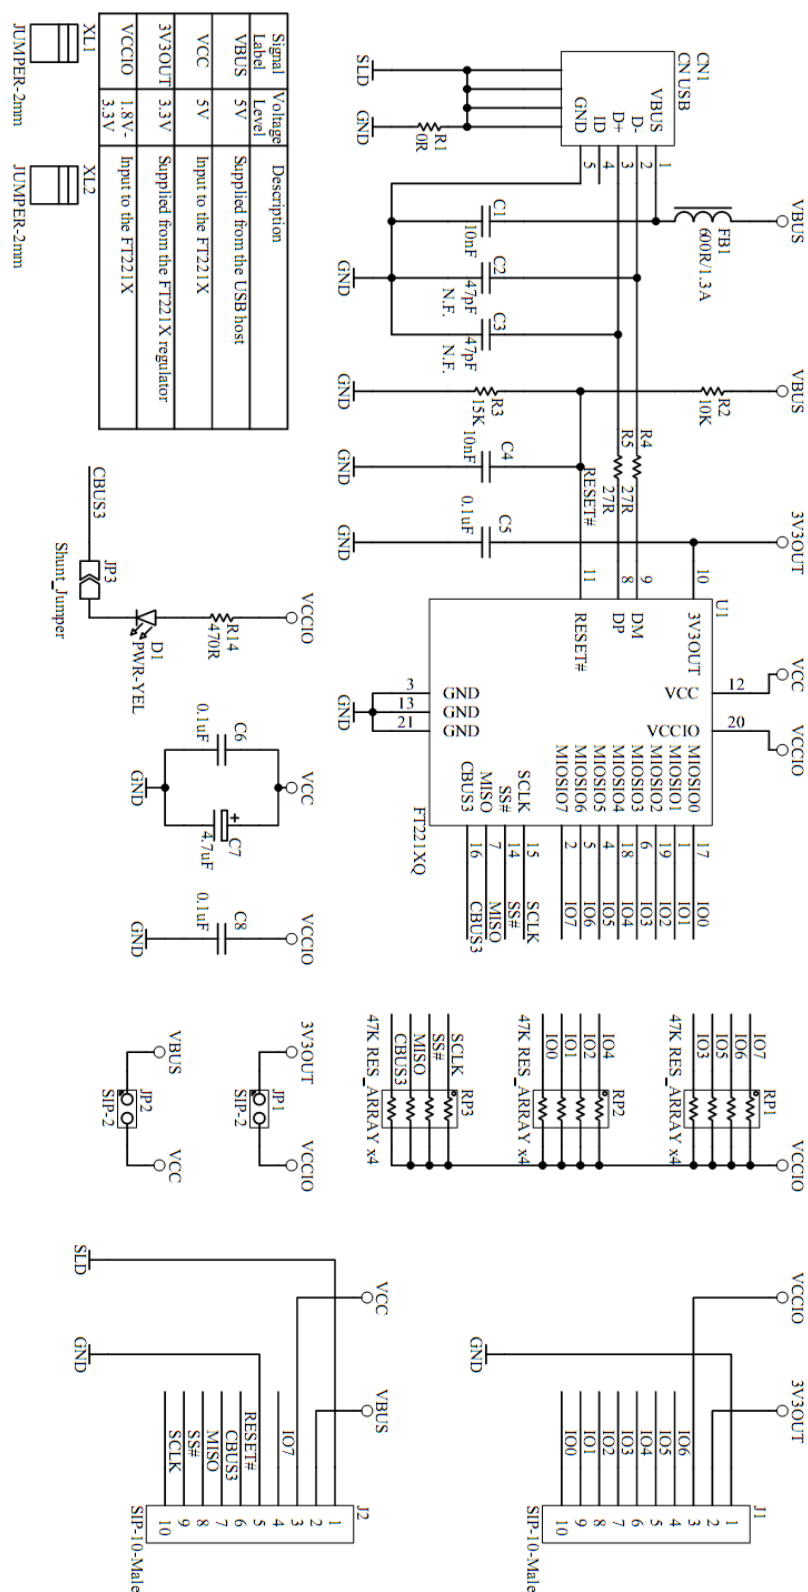 CN1
CN USB
VBUS
D-
D+
ID
GND
1
2
3
4
5
SLD
GND
R1
0R
VBUS
FB1
600R/1.3A
C1
10nF
C2
47pF
N.F.
C3
47pF
N.F.
GND
VBUS
R2
10K
R3
15K
GND
R4
27R
R5
27R
RESET#
C4
10nF
GND
3V3OUT
C5
0.1uF
GND
U1
10
3V3OUT
9
DM
8
DP
11
RESET#
VCC
VCC
12
VCCIO
VCCIO
20
3
GND
13
GND
21
GND
GND
MIOSIO0
17
IO0
MIOSIO1
1
IO1
MIOSIO2
19
IO2
MIOSIO3
6
IO3
MIOSIO4
18
IO4
MIOSIO5
4
IO5
MIOSIO6
5
IO6
MIOSIO7
2
IO7
SCLK
15
SCLK
SS#
14
SS#
MISO
7
MISO
CBUS3
16
CBUS3
FT221XQ
VCCIO
RP1
IO7
IO6
IO5
IO3
47K RES_ARRAY x4
RP2
IO4
IO2
IO1
IO0
47K RES_ARRAY x4
RP3
SCLK
SS#
MISO
CBUS3
47K RES_ARRAY x4
VCCIO
3V3OUT
GND
J1
1
2
3
4
5
6
7
8
9
10
IO6
IO5
IO4
IO3
IO2
IO1
IO0
SIP-10-Male
Signal Label
Voltage Level
Description
VBUS
5V
Supplied from the USB host
VCC
5V
Input to the FT221X
3V3OUT
3.3V
Supplied from the FT221X regulator
VCCIO
1.8V-
3.3V
Input to the FT221X
XL1
JUMPER-2mm
XL2
JUMPER-2mm
CBUS3
JP3
Shunt_Jumper
D1
PWR-YEL
R14
470R
VCCIO
VCC
C6
0.1uF
+
C7
4.7uF
GND
VCCIO
C8
0.1uF
GND
3V3OUT
JP1
SIP-2
VCCIO
VBUS
JP2
SIP-2
VCC
VCC
VBUS
SLD
GND
J2
1
2
3
4
5
6
7
8
9
10
IO7
RESET#
CBUS3
MISO
SS#
SCLK
SIP-10-Male